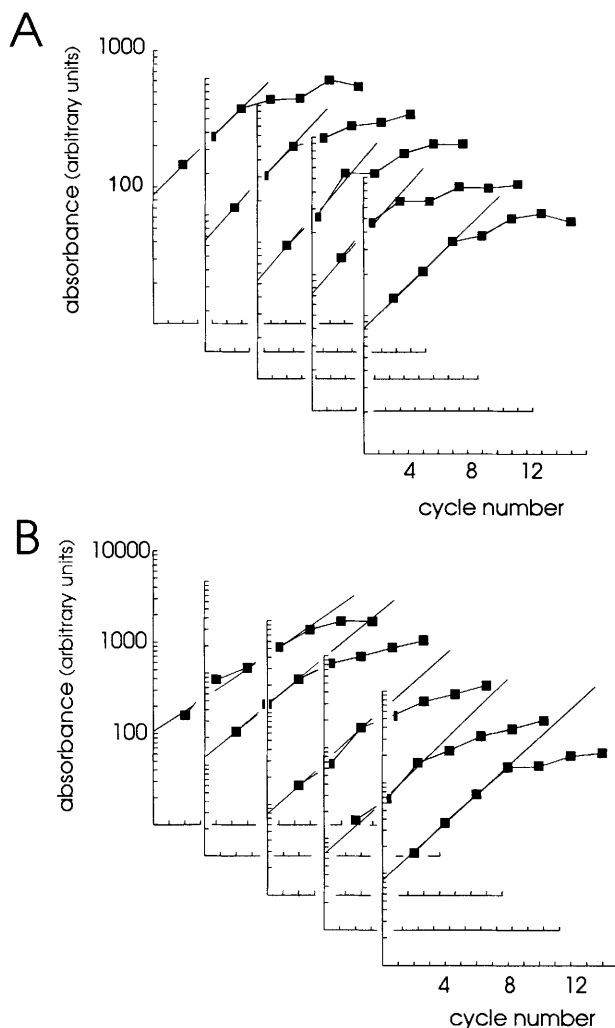 A
1000
100
absorbance (arbitrary units)
4 8 12
cycle number
B
10000
1000
100
absorbance (arbitrary units)
4 8 12
cycle number